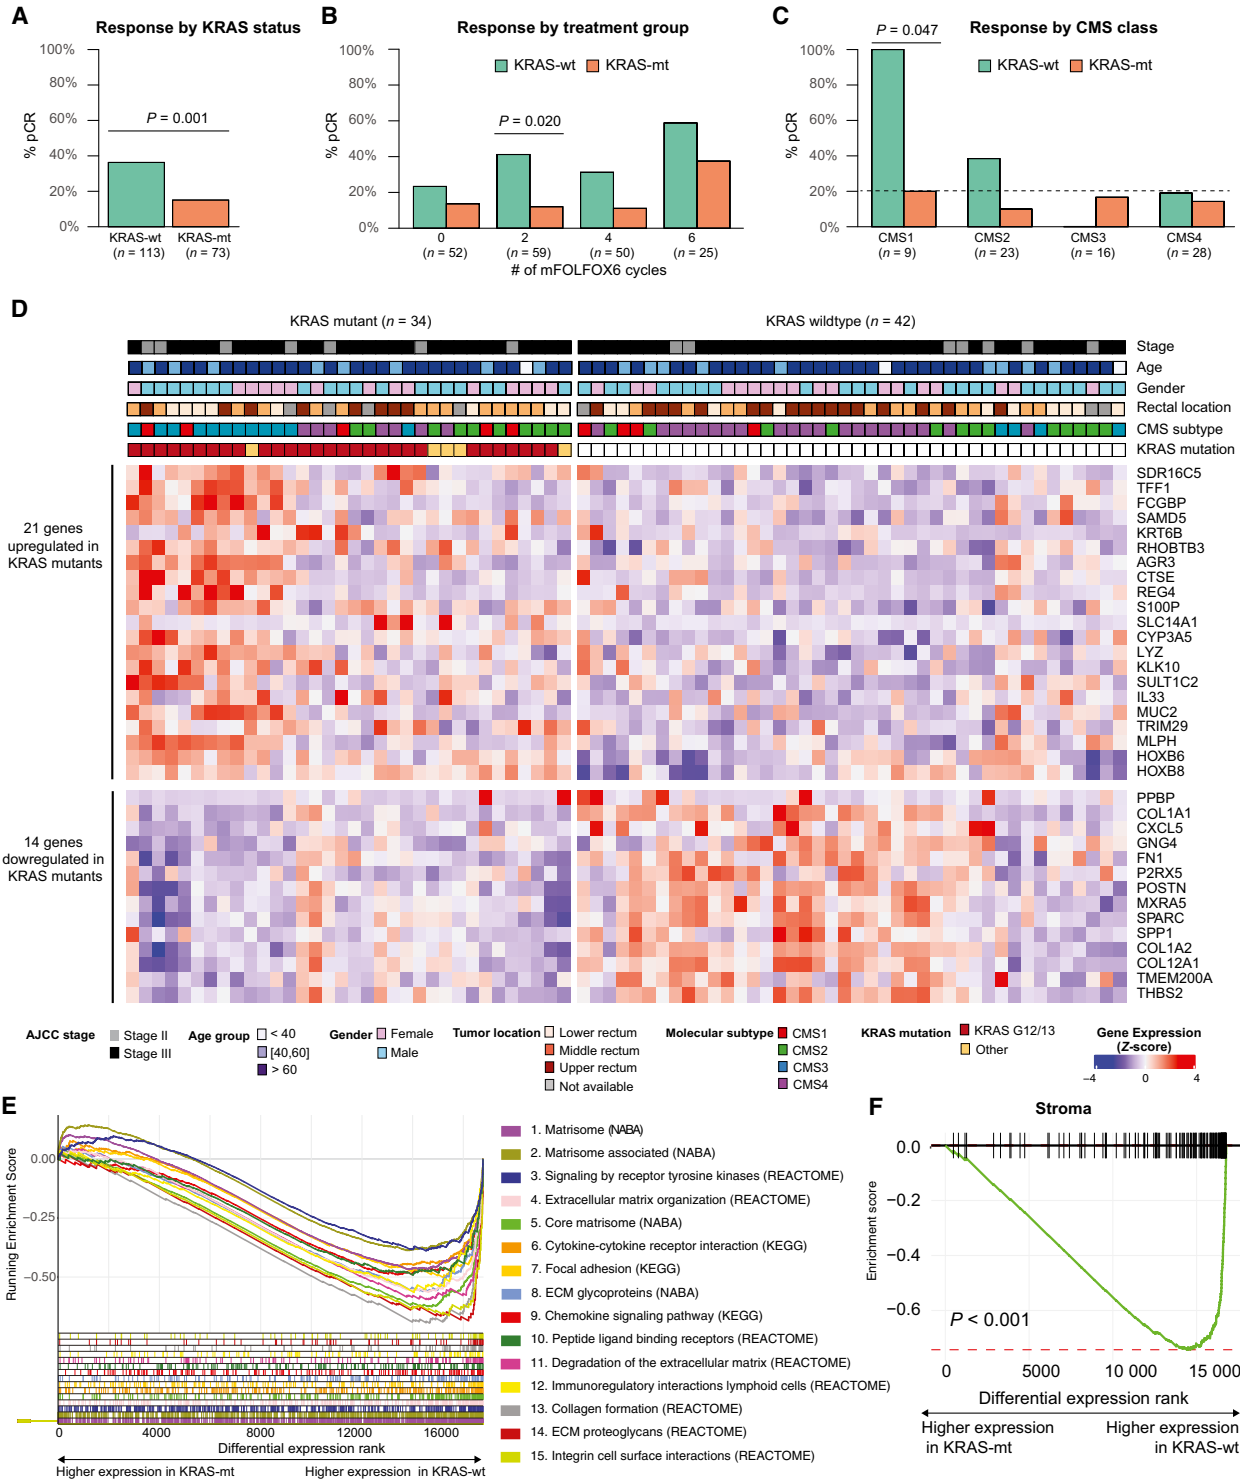 A
Response by KRAS status
100%
80%
60%
40%
20%
0%
% pCR
P = 0.001
KRAS-wt
(n = 113)
KRAS-mt
(n = 73)
B
Response by treatment group
100%
80%
60%
40%
20%
0%
% pCR
KRAS-wt
KRAS-mt
P = 0.020
0
2
4
6
(n = 52)
(n = 59)
(n = 50)
(n = 25)
# of mFOLFOX6 cycles
C
Response by CMS class
P = 0.047
100%
80%
60%
40%
20%
0%
% pCR
KRAS-wt
KRAS-mt
CMS1
CMS2
CMS3
CMS4
(n = 9)
(n = 23)
(n = 16)
(n = 28)
D
KRAS mutant (n = 34)
KRAS wildtype (n = 42)
Stage
Age
Gender
Rectal location
CMS subtype
KRAS mutation
21 genes
upregulated in
KRAS mutants
SDR16C5
TFF1
FCGBP
SAMD5
KRT6B
RHOBTB3
AGR3
CTSE
REG4
S100P
SLC14A1
CYP3A5
LYZ
KLK10
SULT1C2
IL33
MUC2
TRIM29
MLPH
HOXB6
HOXB8
14 genes
dowregulated in
KRAS mutants
PPBP
COL1A1
CXCL5
GNG4
FN1
P2RX5
POSTN
MXRA5
SPARC
SPP1
COL1A2
COL12A1
TMEM200A
THBS2
AJCC stage
Stage II
Stage III
Age group
< 40
[40,60]
> 60
Gender
Female
Male
Tumor location
Lower rectum
Middle rectum
Upper rectum
Not available
Molecular subtype
CMS1
CMS2
CMS3
CMS4
KRAS mutation
KRAS G12/13
Other
Gene Expression
(Z-score)
−4
0
4
E
Running Enrichment Score
0.00
−0.25
−0.50
0
4000
8000
12000
16000
Differential expression rank
Higher expression in KRAS-mt
Higher expression in KRAS-wt
1. Matrisome (NABA)
2. Matrisome associated (NABA)
3. Signaling by receptor tyrosine kinases (REACTOME)
4. Extracellular matrix organization (REACTOME)
5. Core matrisome (NABA)
6. Cytokine-cytokine receptor interaction (KEGG)
7. Focal adhesion (KEGG)
8. ECM glycoproteins (NABA)
9. Chemokine signaling pathway (KEGG)
10. Peptide ligand binding receptors (REACTOME)
11. Degradation of the extracellular matrix (REACTOME)
12. Immunoregulatory interactions lymphoid cells (REACTOME)
13. Collagen formation (REACTOME)
14. ECM proteoglycans (REACTOME)
15. Integrin cell surface interactions (REACTOME)
F
Stroma
0.0
−0.2
−0.4
−0.6
Enrichment score
P < 0.001
0
5000
10 000
15 000
Differential expression rank
Higher expression
in KRAS-mt
Higher expression
in KRAS-wt